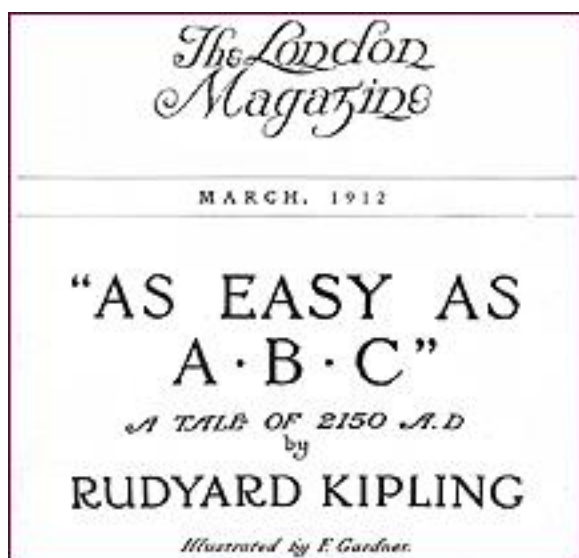 The London
Magazine
MARCH, 1912
"AS EASY AS
A·B·C"
A TALE OF 2150 A.D
by
RUDYARD KIPLING
Illustrated by F. Gardner.